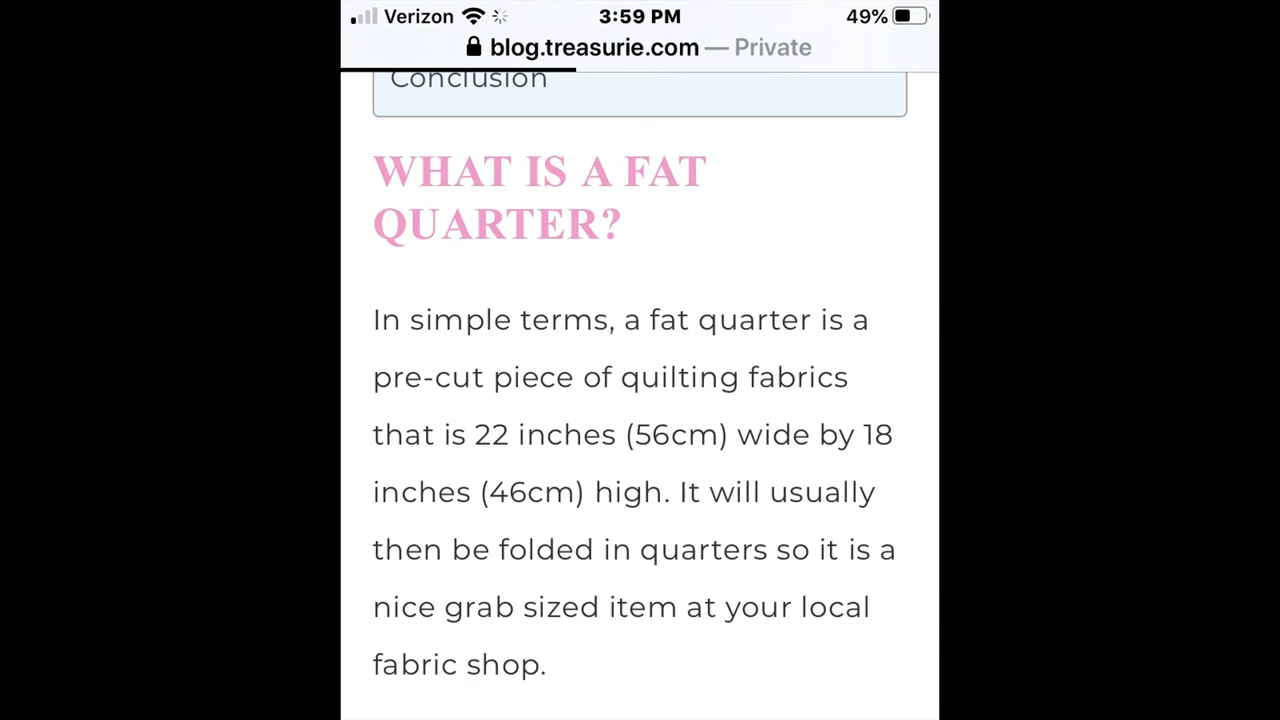 Verizon 3:59 PM 49%
blog.treasurie.com — Private
Conclusion
WHAT IS A FAT
QUARTER?
In simple terms, a fat quarter is a
pre-cut piece of quilting fabrics
that is 22 inches (56cm) wide by 18
inches (46cm) high. It will usually
then be folded in quarters so it is a
nice grab sized item at your local
fabric shop.